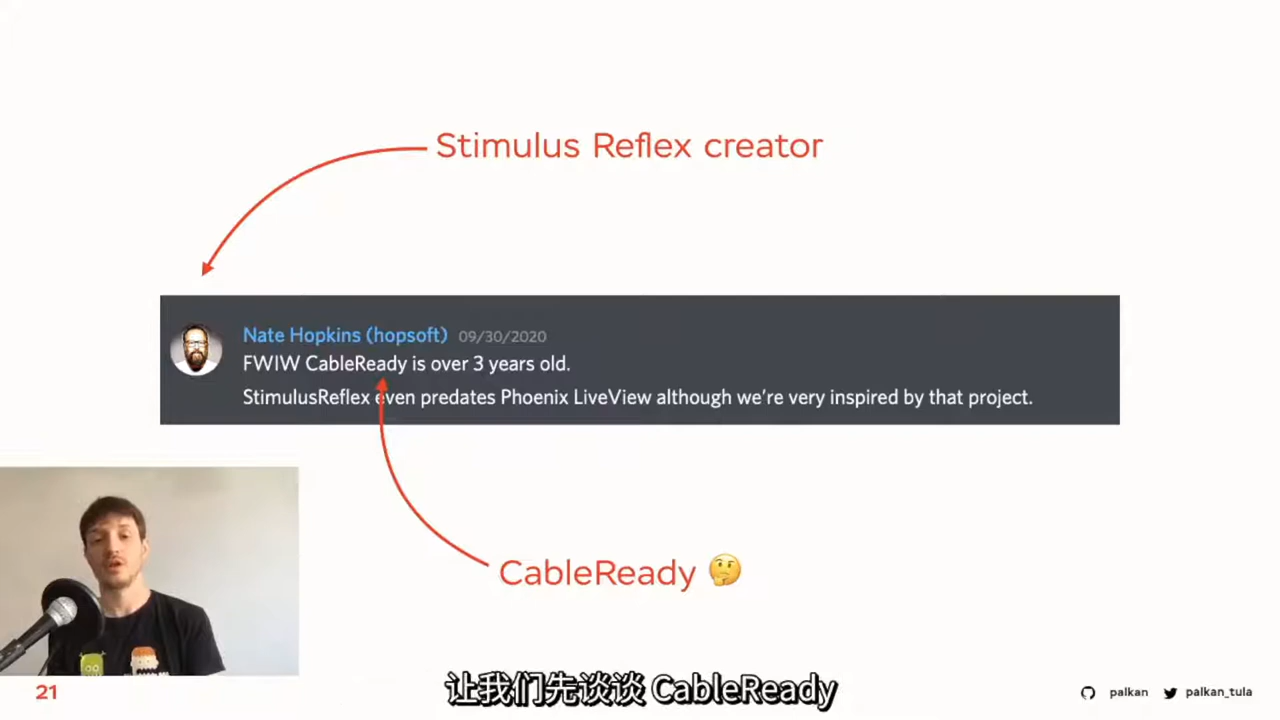 Stimulus Reflex creator
Nate Hopkins (hopsoft) 09/30/2020
FWIW CableReady is over 3 years old.
StimulusReflex even predates Phoenix LiveView although we're very inspired by that project.
CableReady 🤔
让我们先谈谈 CableReady
21
palkan palkan_tula